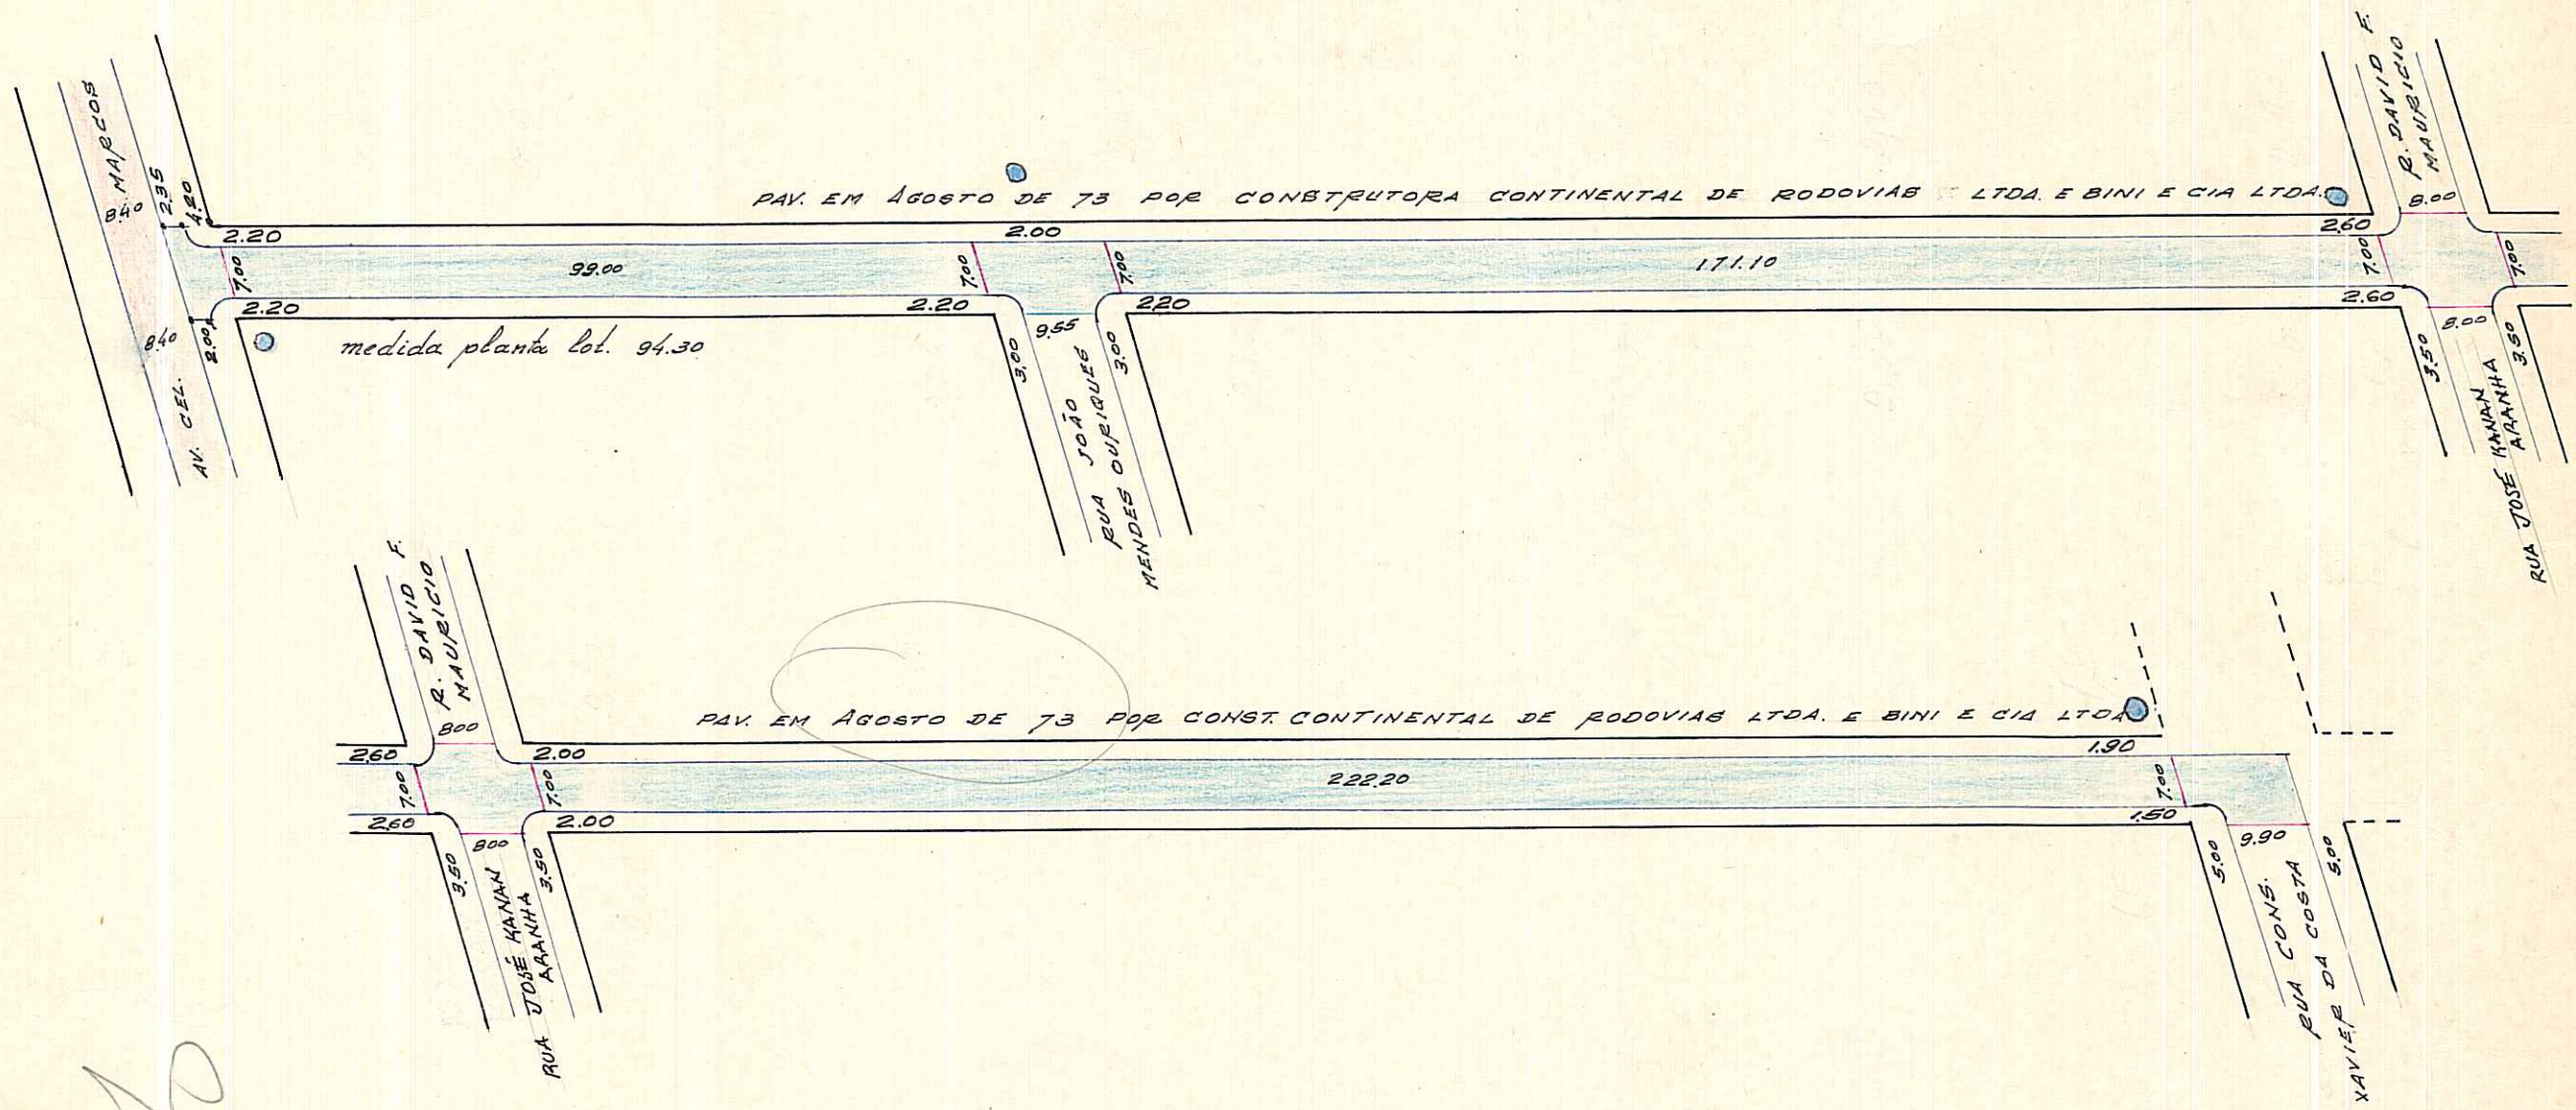 AV. CEL.
MARCOS
8.40
2.35
4.20
8.40
2.00
PAV. EM AGOSTO DE 73 POR CONSTRUTORA CONTINENTAL DE RODOVIAS LTDA. E BINI E CIA LTDA.
2.20
2.00
2.60
7.00
99.00
7.00
7.00
171.10
7.00
7.00
2.20
2.20
2.20
2.60
medida planta lot. 94.30
9.55
3.00
3.00
RUA JOÃO
MENDES OURIQUES
R. DAVID F.
MAURICIO
8.00
8.00
3.50
3.50
RUA JOSÉ KANAN
ARANHA
R. DAVID F.
MAURICIO
800
PAV. EM AGOSTO DE 73 POR CONST. CONTINENTAL DE RODOVIAS LTDA. E BINI E CIA LTDA
2.60
2.00
1.90
7.00
7.00
222.20
7.00
2.60
2.00
1.50
800
3.50
3.50
RUA JOSÉ KANAN
ARANHA
9.90
5.00
5.00
RUA CONS.
XAVIER DA COSTA